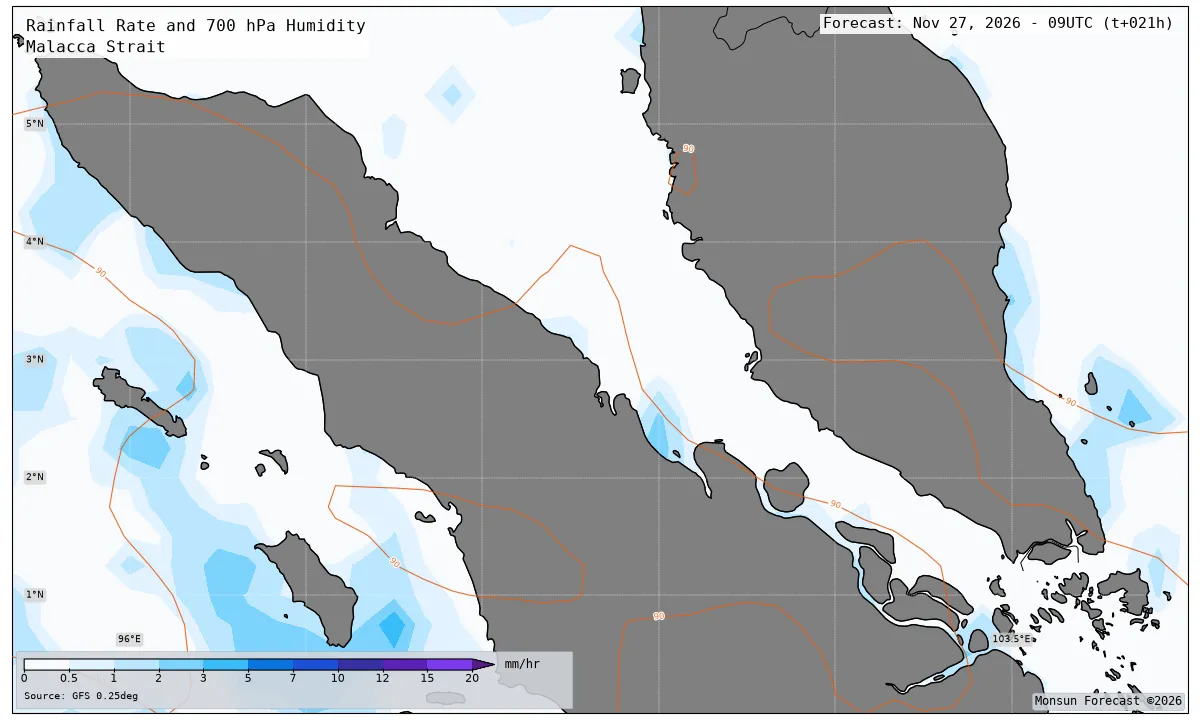 Rainfall Rate and 700 hPa Humidity
Malacca Strait
Forecast: Nov 27, 2026 - 09UTC (t+021h)
90
5°N
4°N
90
3°N
90
2°N
90
90
1°N
90
96°E
103.5°E
mm/hr
0 0.5 1 2 3 5 7 10 12 15 20
Source: GFS 0.25deg
Monsun Forecast ©2026